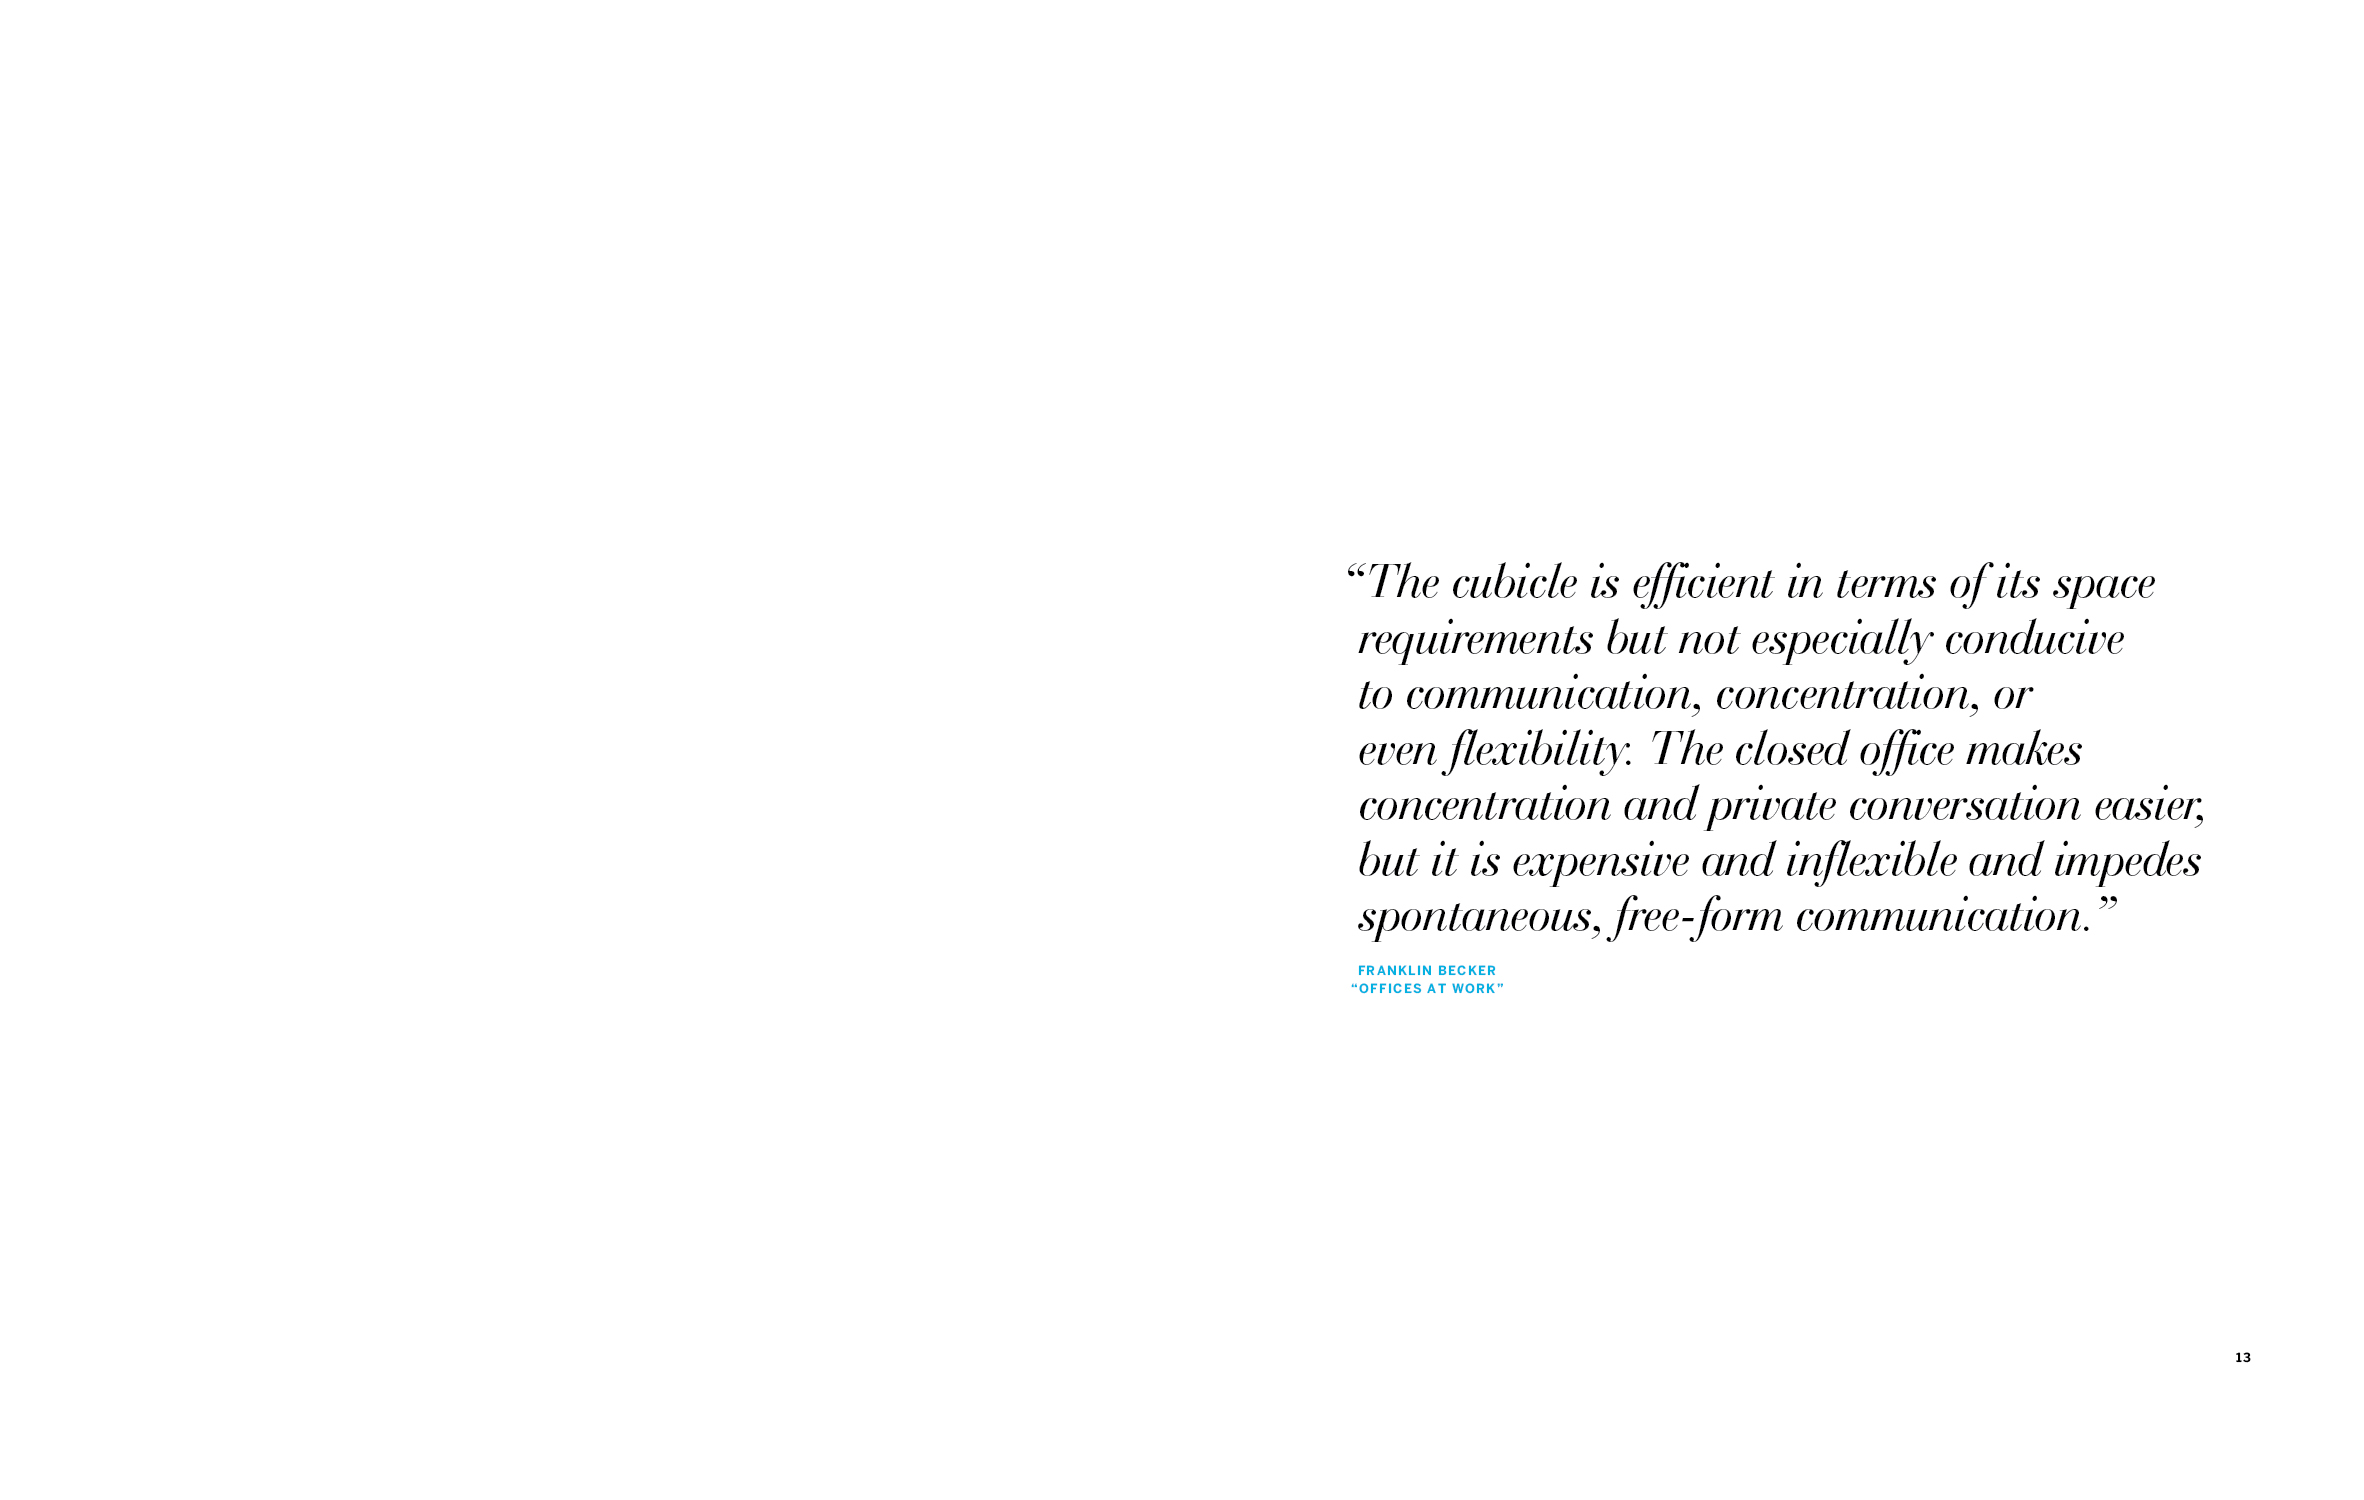 “The cubicle is efficient in terms of its space
requirements but not especially conducive
to communication, concentration, or
even flexibility. The closed office makes
concentration and private conversation easier,
but it is expensive and inflexible and impedes
spontaneous, free-form communication.”
FRANKLIN BECKER
“OFFICES AT WORK”
13